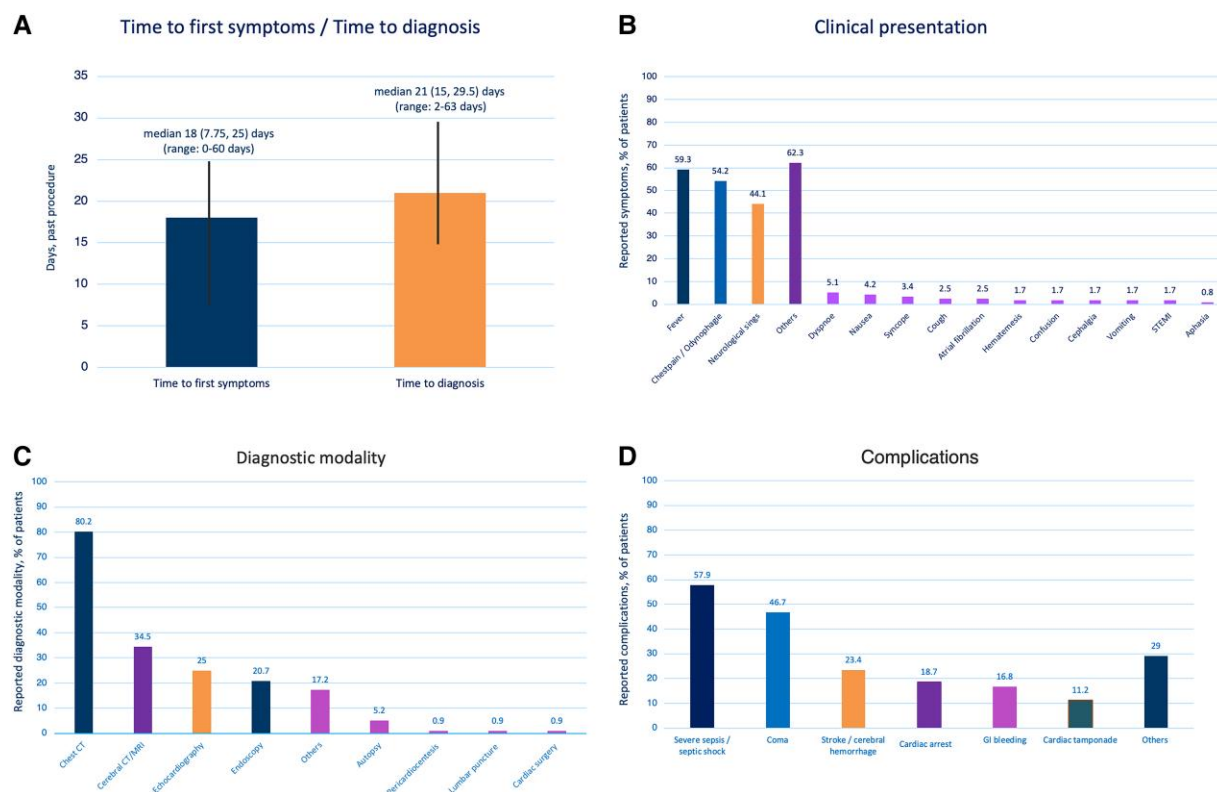 A
Time to first symptoms / Time to diagnosis
Days, past procedure
35
30
25
20
15
10
5
0
median 18 (7.75, 25) days
(range: 0-60 days)
median 21 (15, 29.5) days
(range: 2-63 days)
Time to first symptoms
Time to diagnosis
B
Clinical presentation
Reported symptoms, % of patients
100
90
80
70
60
50
40
30
20
10
0
59.3
54.2
44.1
62.3
5.1
4.2
3.4
2.5
2.5
1.7
1.7
1.7
1.7
1.7
0.8
Fever
Chestpain / Odynophagie
Neurological sings
Others
Dyspnoe
Nausea
Syncope
Cough
Atrial fibrillation
Hematemesis
Confusion
Cephalgia
Vomiting
STEMI
Aphasia
C
Diagnostic modality
Reported diagnostic modality, % of patients
100
90
80
70
60
50
40
30
20
10
0
80.2
34.5
25
20.7
17.2
5.2
0.9
0.9
0.9
Chest CT
Cerebral CT/MRI
Echocardiography
Endoscopy
Others
Autopsy
Pericardiocentesis
Lumbar puncture
Cardiac surgery
D
Complications
Reported complications, % of patients
100
90
80
70
60
50
40
30
20
10
0
57.9
46.7
23.4
18.7
16.8
11.2
29
Severe sepsis /
septic shock
Coma
Stroke / cerebral
hemorrhage
Cardiac arrest
GI bleeding
Cardiac tamponade
Others